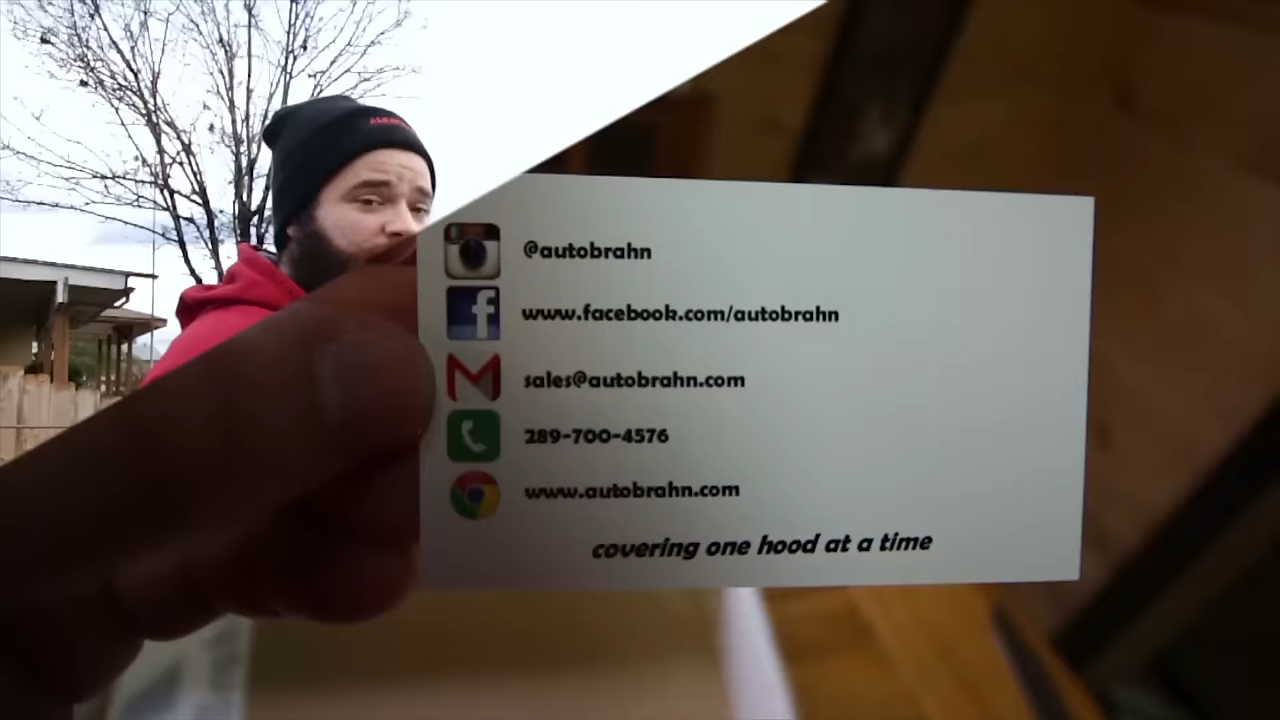 @autobrahn
www.facebook.com/autobrahn
sales@autobrahn.com
289-700-4576
www.autobrahn.com
covering one hood at a time